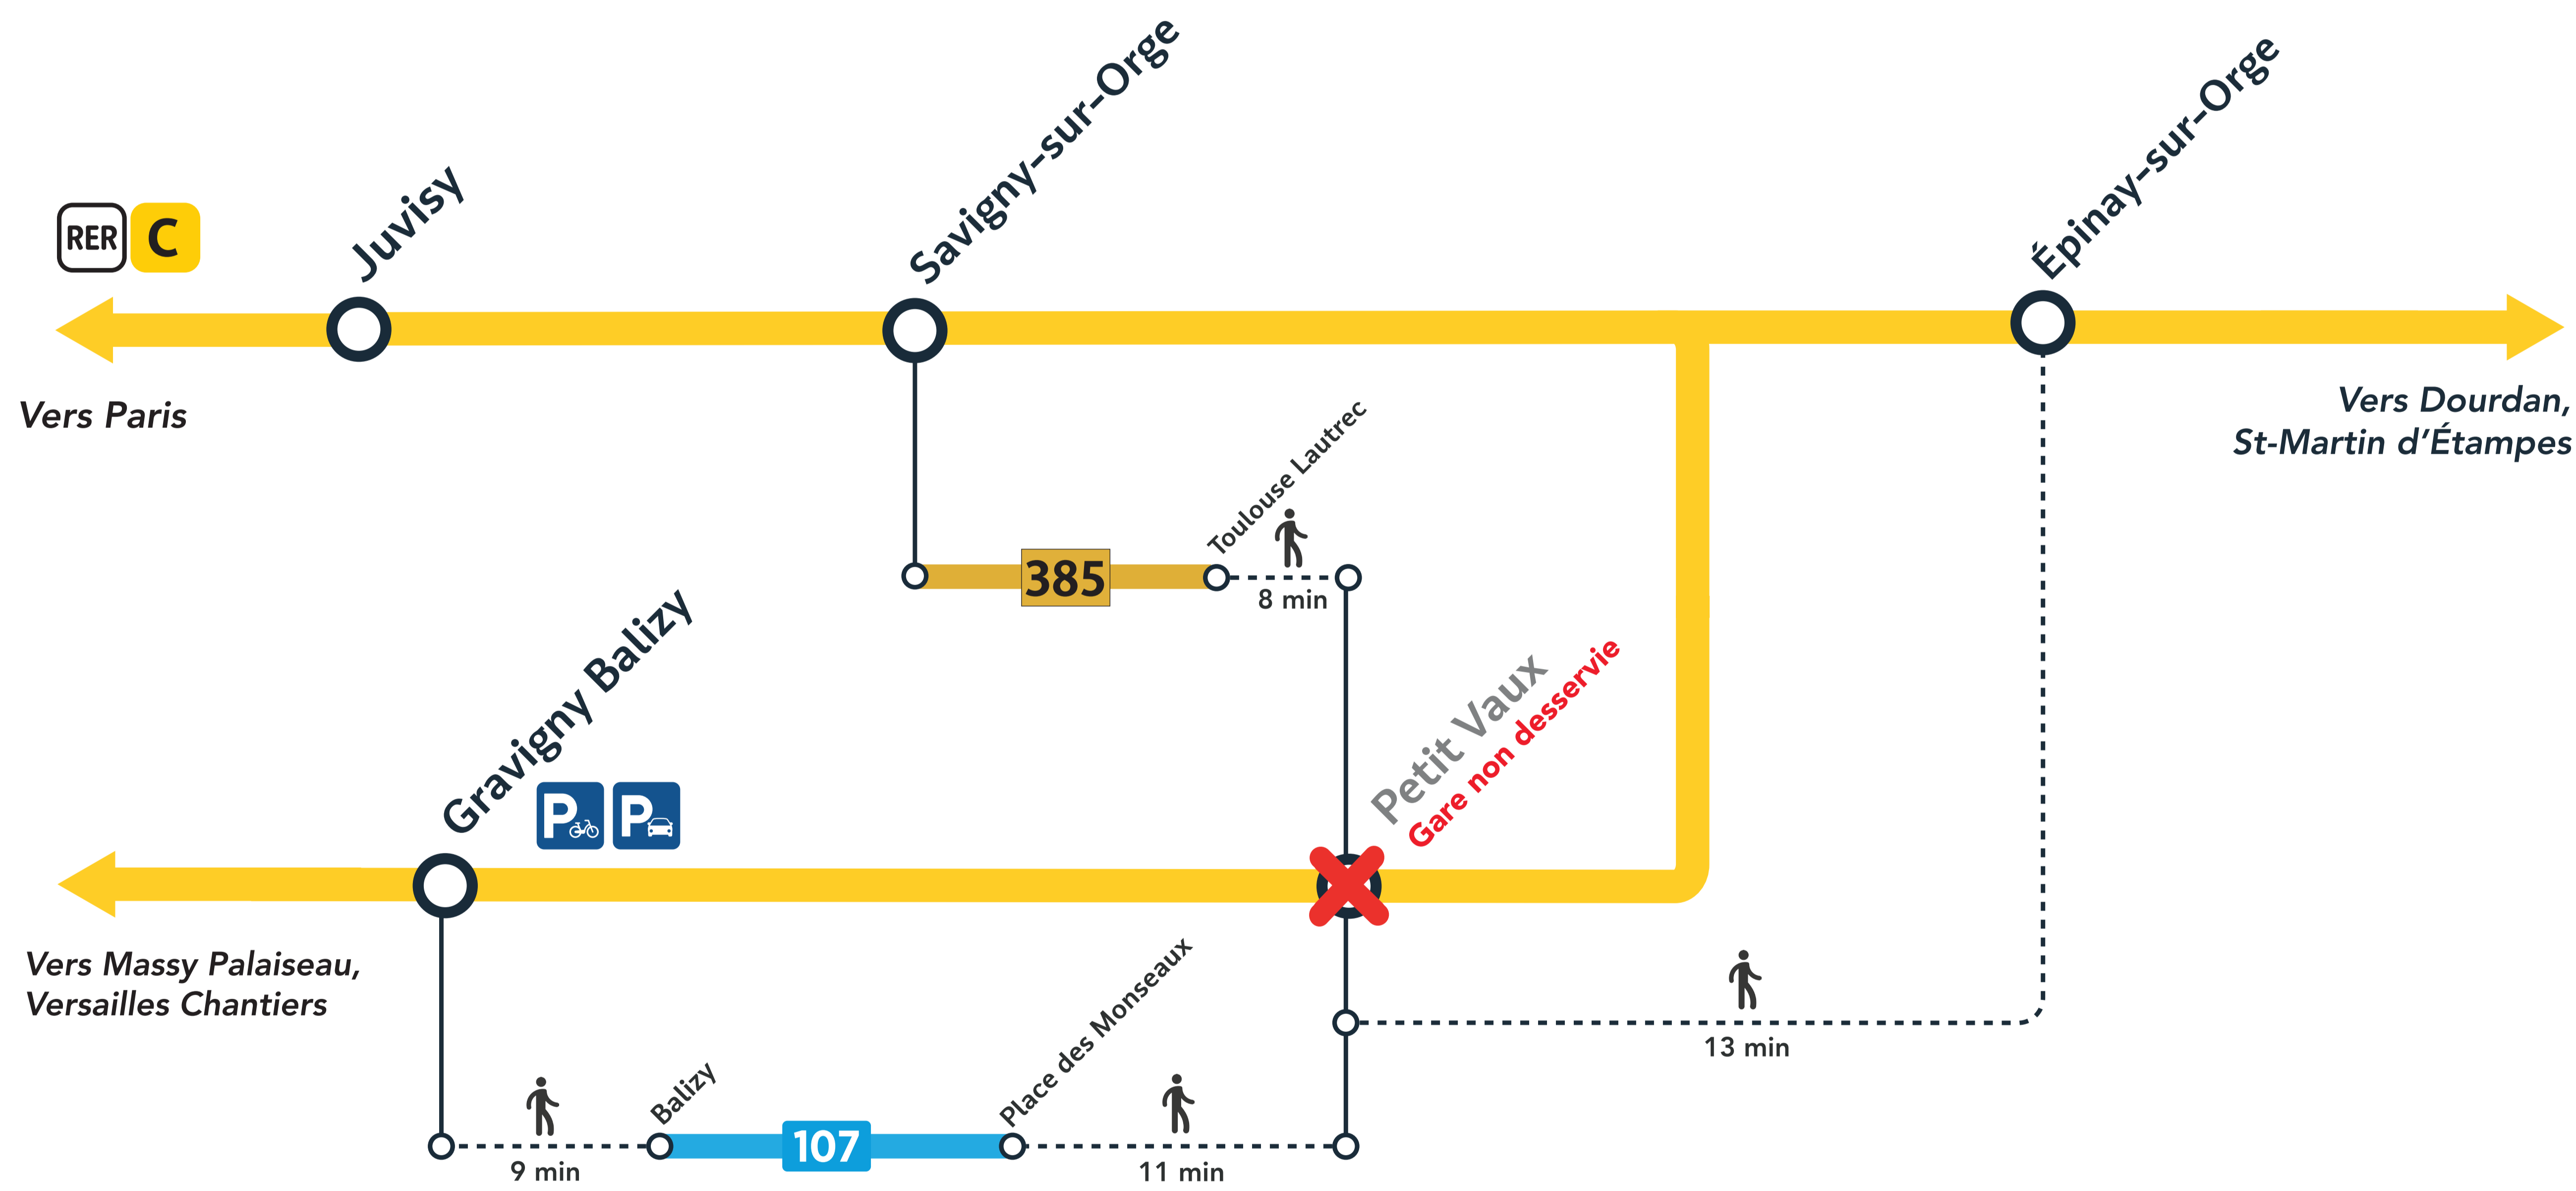 RER C
Juvisy
Savigny-sur-Orge
Épinay-sur-Orge
Vers Paris
Vers Dourdan,
St-Martin d'Étampes
Toulouse Lautrec
385
8 min
Gravigny Balizy
P P
Petit Vaux
Gare non desservie
Vers Massy Palaiseau,
Versailles Chantiers
13 min
Balizy
Place des Monseaux
107
9 min
11 min